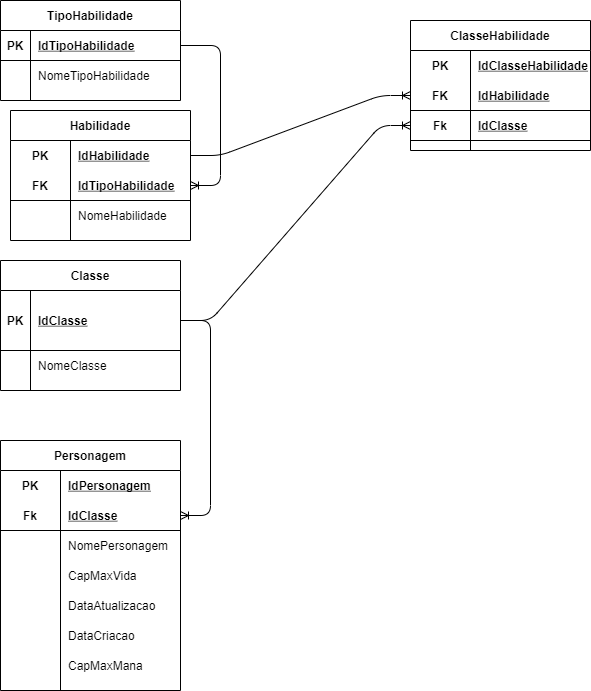 TipoHabilidade
PK IdTipoHabilidade
NomeTipoHabilidade
Habilidade
PK IdHabilidade
FK IdTipoHabilidade
NomeHabilidade
Classe
PK IdClasse
NomeClasse
Personagem
PK IdPersonagem
Fk IdClasse
NomePersonagem
CapMaxVida
DataAtualizacao
DataCriacao
CapMaxMana
ClasseHabilidade
PK IdClasseHabilidade
FK IdHabilidade
Fk IdClasse